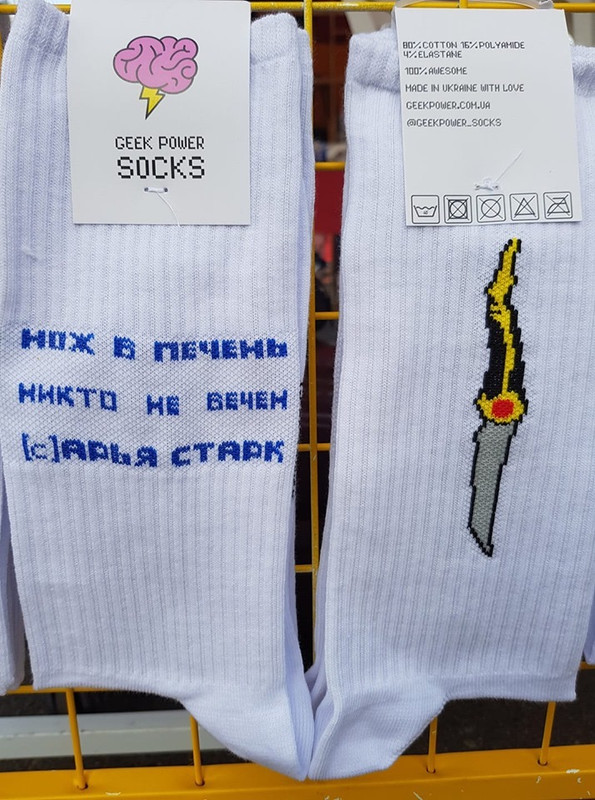 GEEK POWER
SOCKS
НОЖ В ПЕЧЕНЬ
НИКТО НЕ ВЕЧЕН
[c]АРЬЯ СТАРК
80% COTTON 16% POLYAMIDE
4% ELASTANE
100% AWESOME
MADE IN UKRAINE WITH LOVE
GEEKPOWER.COM.UA
@GEEKPOWER_SOCKS